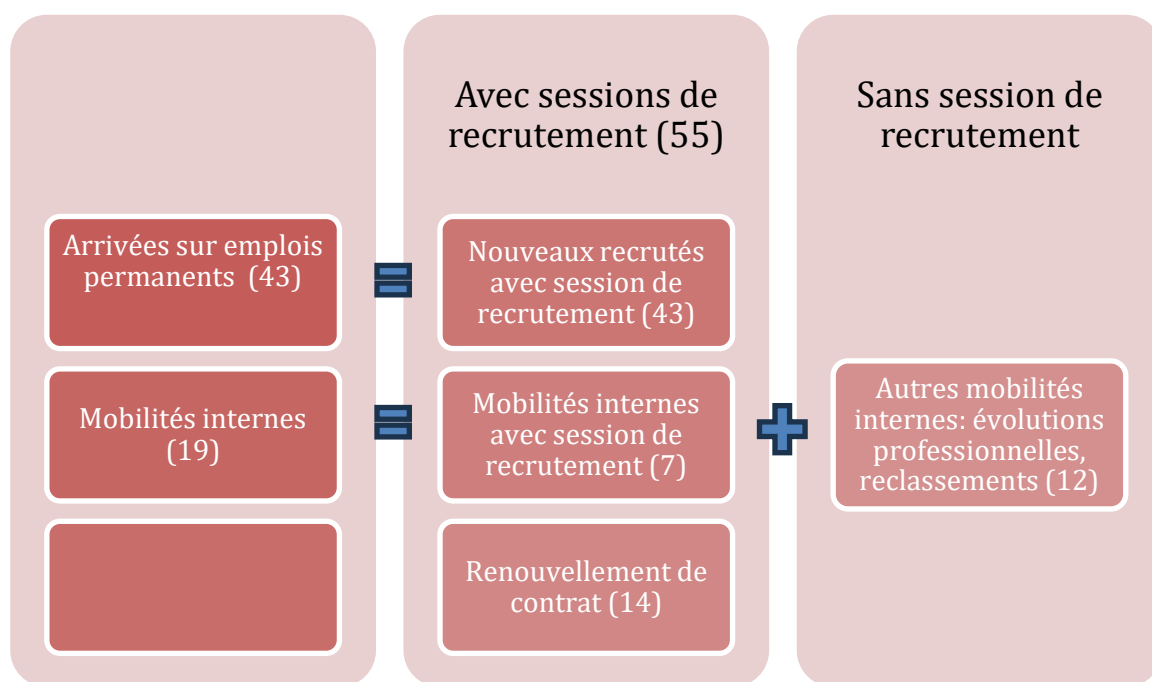 Avec sessions de
recrutement (55)
Sans session de
recrutement
Arrivées sur emplois
permanents  (43)
Nouveaux recrutés
avec session de
recrutement (43)
Mobilités internes
(19)
Mobilités internes
avec session de
recrutement (7)
Autres mobilités
internes: évolutions
professionnelles,
reclassements (12)
Renouvellement de
contrat (14)